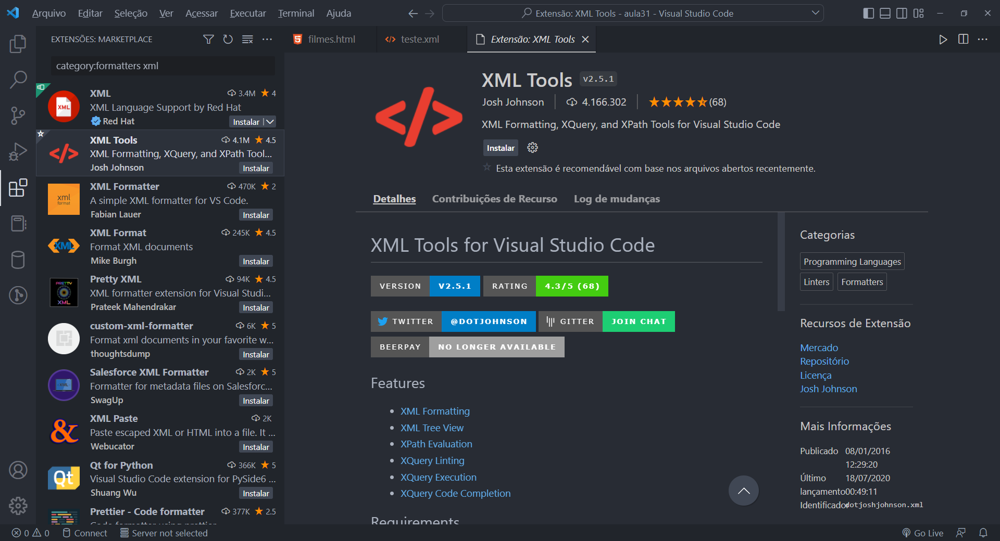 Arquivo Editar Seleção Ver Acessar Executar Terminal Ajuda
Extensão: XML Tools - aula31 - Visual Studio Code
EXTENSÕES: MARKETPLACE
category:formatters xml
XML 3.4M 4
XML Language Support by Red Hat
Red Hat Instalar
XML Tools 4.1M 4.5
XML Formatting, XQuery, and XPath Tool...
Josh Johnson Instalar
xml format
XML Formatter 470K 2
A simple XML formatter for VS Code.
Fabian Lauer Instalar
XML
XML Format 245K 4.5
Format XML documents
Mike Burgh Instalar
PRETTY XML
Pretty XML 94K 4.5
XML formatter extension for Visual Studi...
Prateek Mahendrakar Instalar
custom-xml-formatter 6K 5
Format xml documents in your favorite w...
thoughtsdump Instalar
XML
Salesforce XML Formatter 2K 5
Formatter for metadata files on Salesforc...
SwagUp Instalar
&
XML Paste 2K
Paste escaped XML or HTML into a file. It ...
Webucator Instalar
Qt
Qt for Python 366K 5
Visual Studio Code extension for PySide6 ...
Shuang Wu Instalar
Prettier - Code formatter 377K 2.5
Code formatter using prettier
filmes.html
teste.xml
Extensão: XML Tools
</>
XML Tools v2.5.1
Josh Johnson 4.166.302 (68)
XML Formatting, XQuery, and XPath Tools for Visual Studio Code
Instalar
Esta extensão é recomendável com base nos arquivos abertos recentemente.
Detalhes Contribuições de Recurso Log de mudanças
XML Tools for Visual Studio Code
VERSION V2.5.1 RATING 4.3/5 (68)
TWITTER @DOTJOHNSON GITTER JOIN CHAT
BEERPAY NO LONGER AVAILABLE
Features
XML Formatting
XML Tree View
XPath Evaluation
XQuery Linting
XQuery Execution
XQuery Code Completion
Requirements
Categorias
Programming Languages
Linters Formatters
Recursos de Extensão
Mercado
Repositório
Licença
Josh Johnson
Mais Informações
Publicado 08/01/2016
12:29:20
Último 18/07/2020
lançamento 00:49:11
Identificador dotjoshjohnson.xml
0 0 Connect Server not selected
Go Live